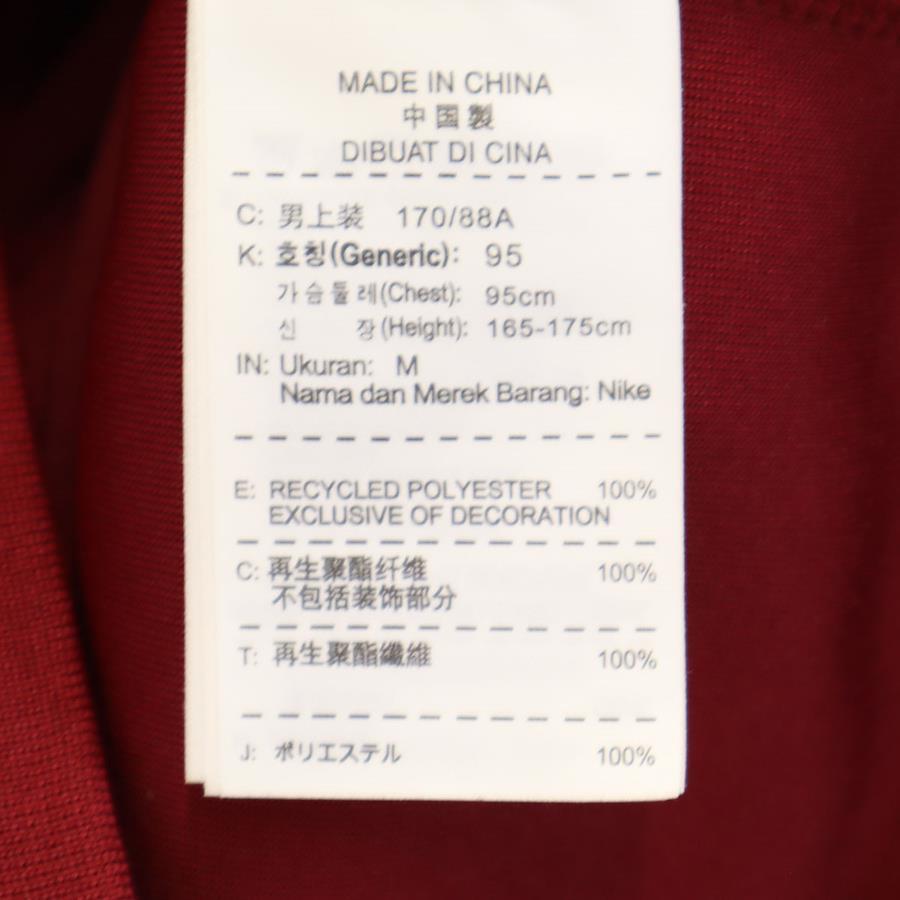 MADE IN CHINA
中国製
DIBUAT DI CINA
C: 男上装 170/88A
K: 호칭(Generic): 95
가슴둘레(Chest): 95cm
신 장(Height): 165-175cm
IN: Ukuran: M
Nama dan Merek Barang: Nike
E: RECYCLED POLYESTER 100%
EXCLUSIVE OF DECORATION
C: 再生聚酯纤维 100%
不包括装饰部分
T: 再生聚酯纖維 100%
J: ポリエステル 100%